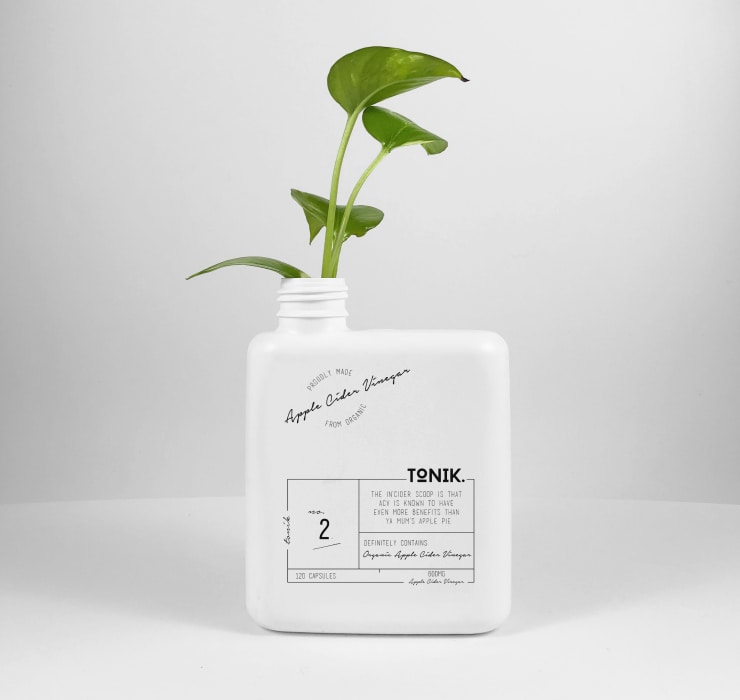 PROUDLY MADE
Apple Cider Vinegar
FROM ORGANIC
TONIK.
tonik
no.
2
THE IN'CIDER SCOOP IS THAT
ACV IS KNOWN TO HAVE
EVEN MORE BENEFITS THAN
YA MUM'S APPLE PIE
DEFINITELY CONTAINS
Organic Apple Cider Vinegar
120 CAPSULES
900MG
Apple Cider Vinegar